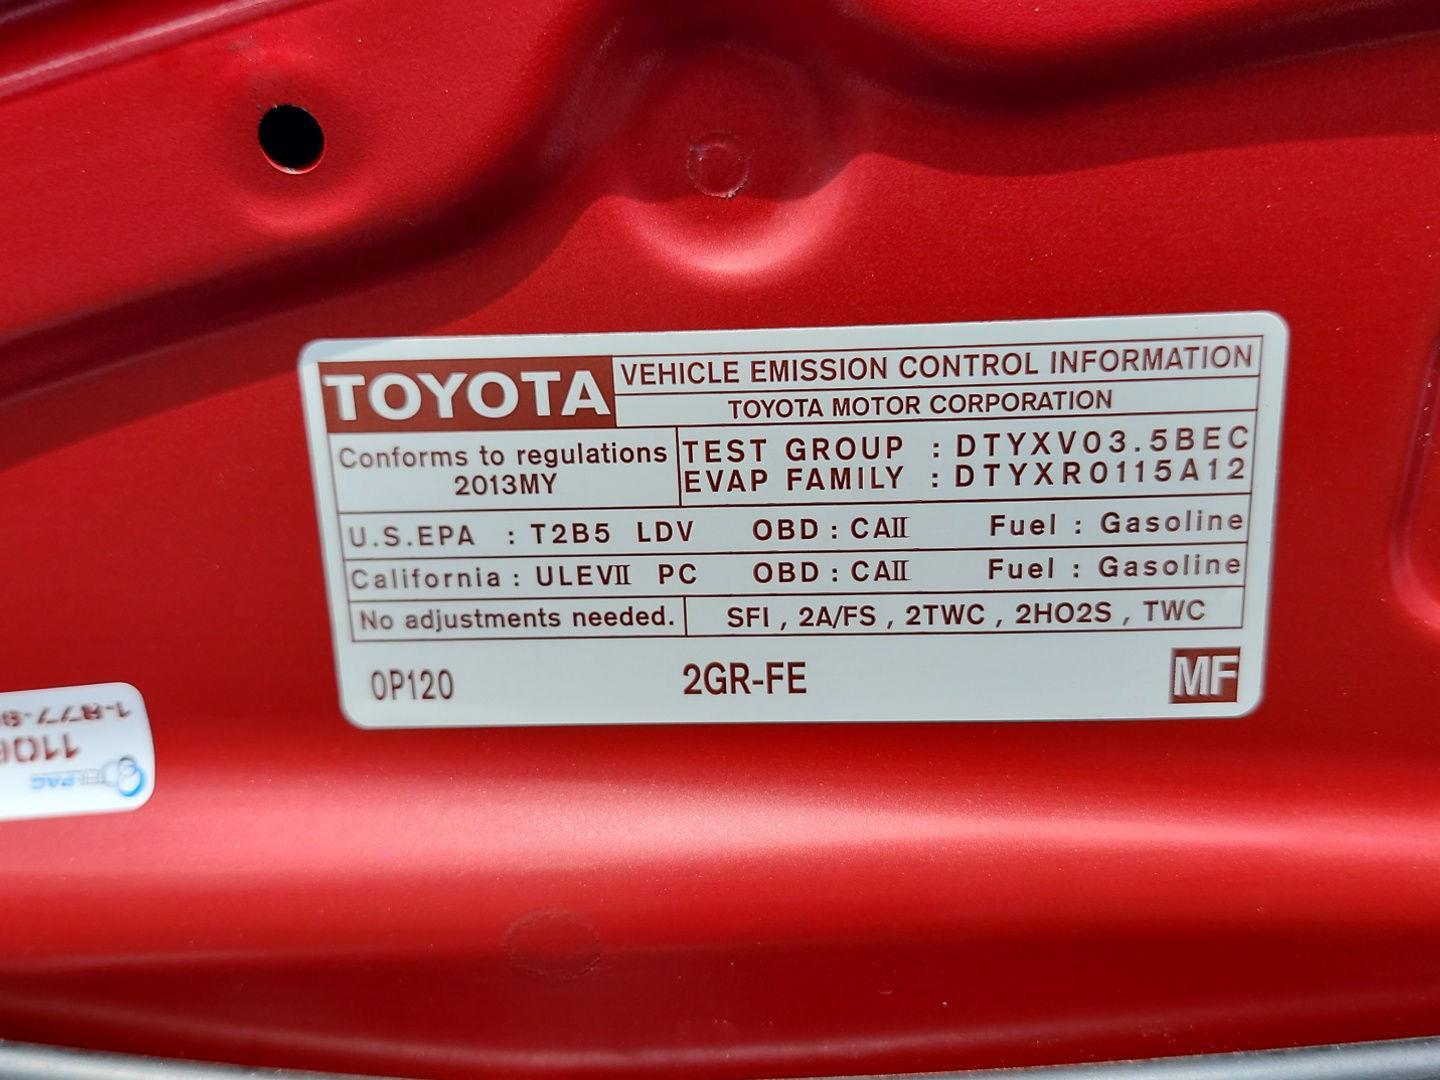 TOYOTA
VEHICLE EMISSION CONTROL INFORMATION
TOYOTA MOTOR CORPORATION
Conforms to regulations
2013MY
TEST GROUP : DTYXV03.5BEC
EVAP FAMILY : DTYXR0115A12
U.S.EPA : T2B5 LDV OBD : CAII Fuel : Gasoline
California : ULEVII PC OBD : CAII Fuel : Gasoline
No adjustments needed. SFI , 2A/FS , 2TWC , 2HO2S , TWC
0P120 2GR-FE MF
1-877-